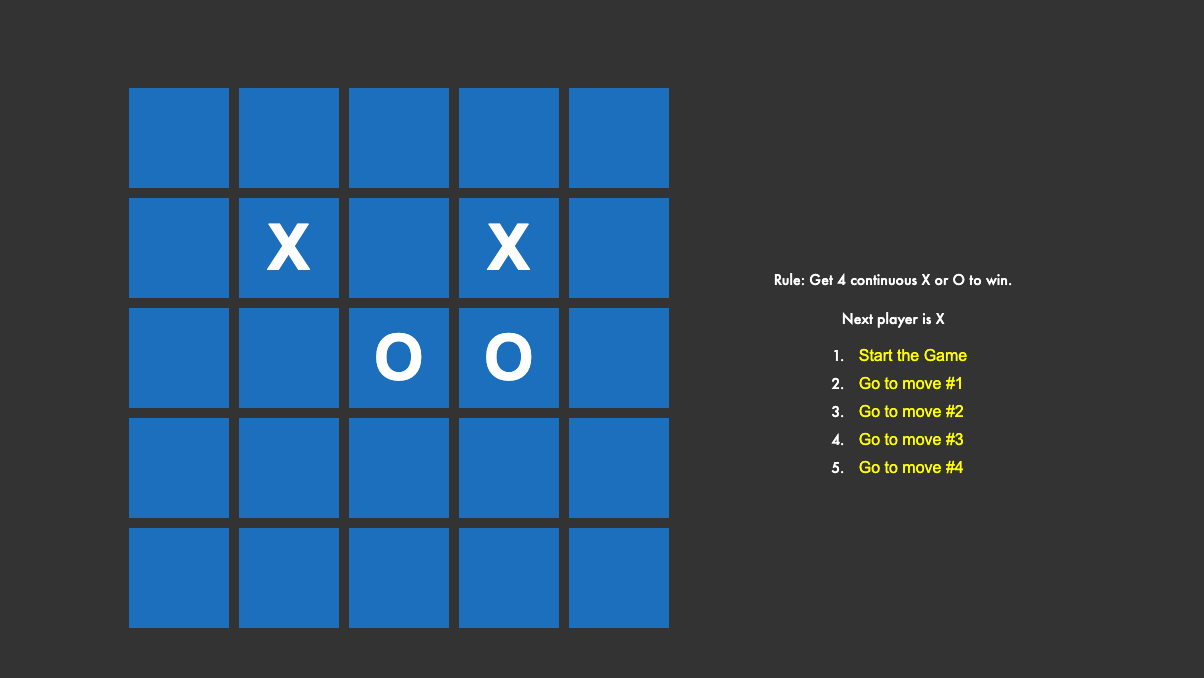 X X
O O
Rule: Get 4 continuous X or O to win.
Next player is X
1. Start the Game
2. Go to move #1
3. Go to move #2
4. Go to move #3
5. Go to move #4